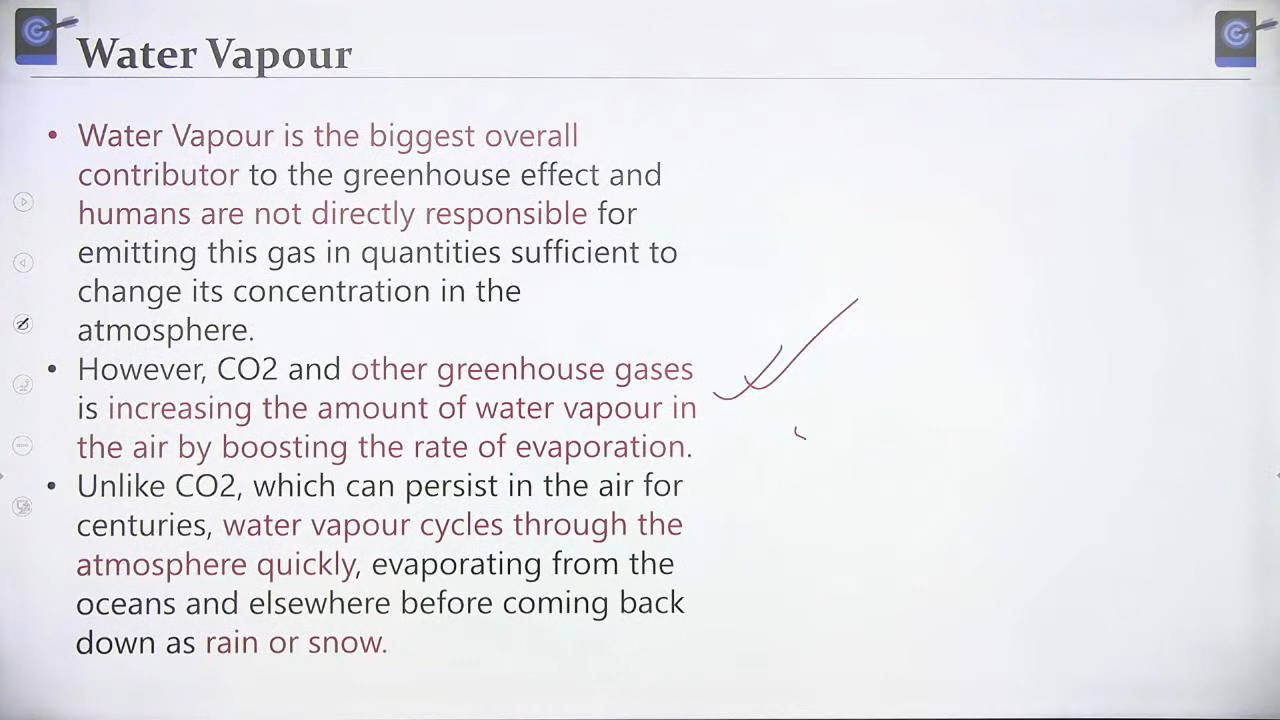 Water Vapour
• Water Vapour is the biggest overall
contributor to the greenhouse effect and
humans are not directly responsible for
emitting this gas in quantities sufficient to
change its concentration in the
atmosphere.
• However, CO2 and other greenhouse gases
is increasing the amount of water vapour in
the air by boosting the rate of evaporation.
• Unlike CO2, which can persist in the air for
centuries, water vapour cycles through the
atmosphere quickly, evaporating from the
oceans and elsewhere before coming back
down as rain or snow.